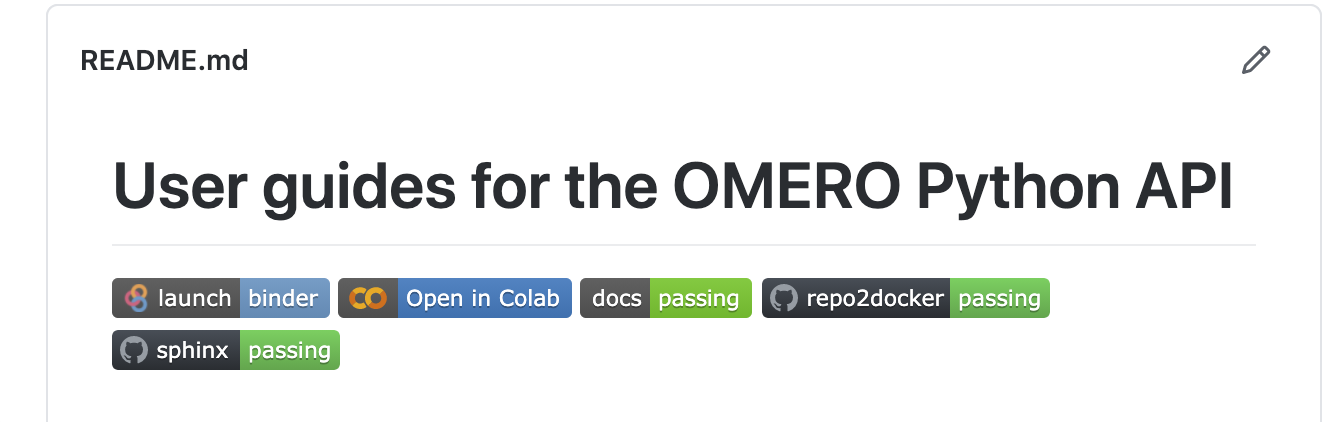 README.md
User guides for the OMERO Python API
launch binder Open in Colab docs passing repo2docker passing
sphinx passing